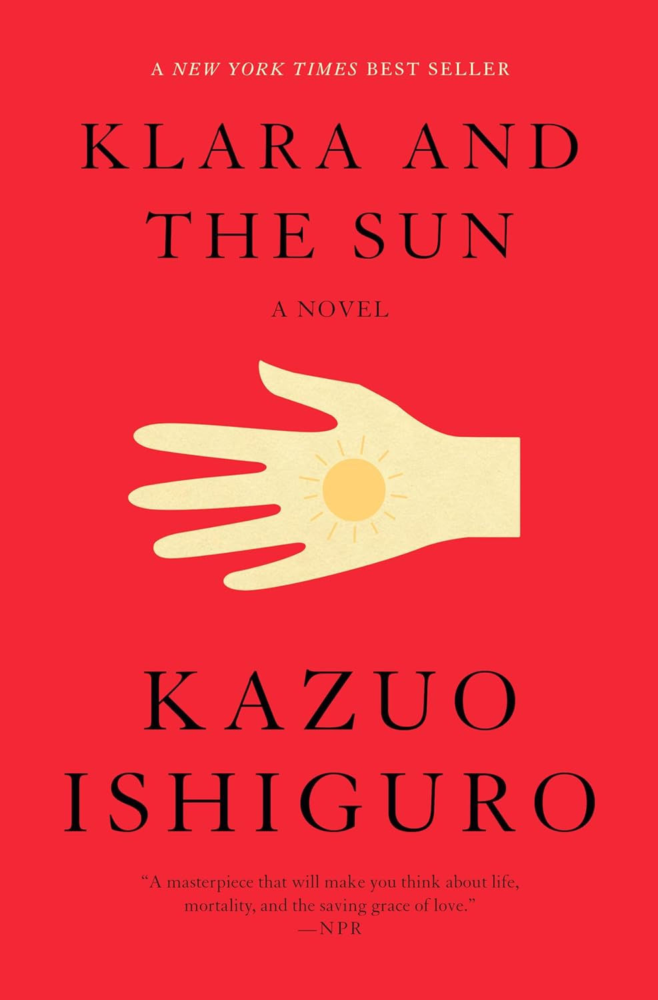 A NEW YORK TIMES BEST SELLER
KLARA AND
THE SUN
A NOVEL
KAZUO
ISHIGURO
“A masterpiece that will make you think about life,
mortality, and the saving grace of love.”
—NPR